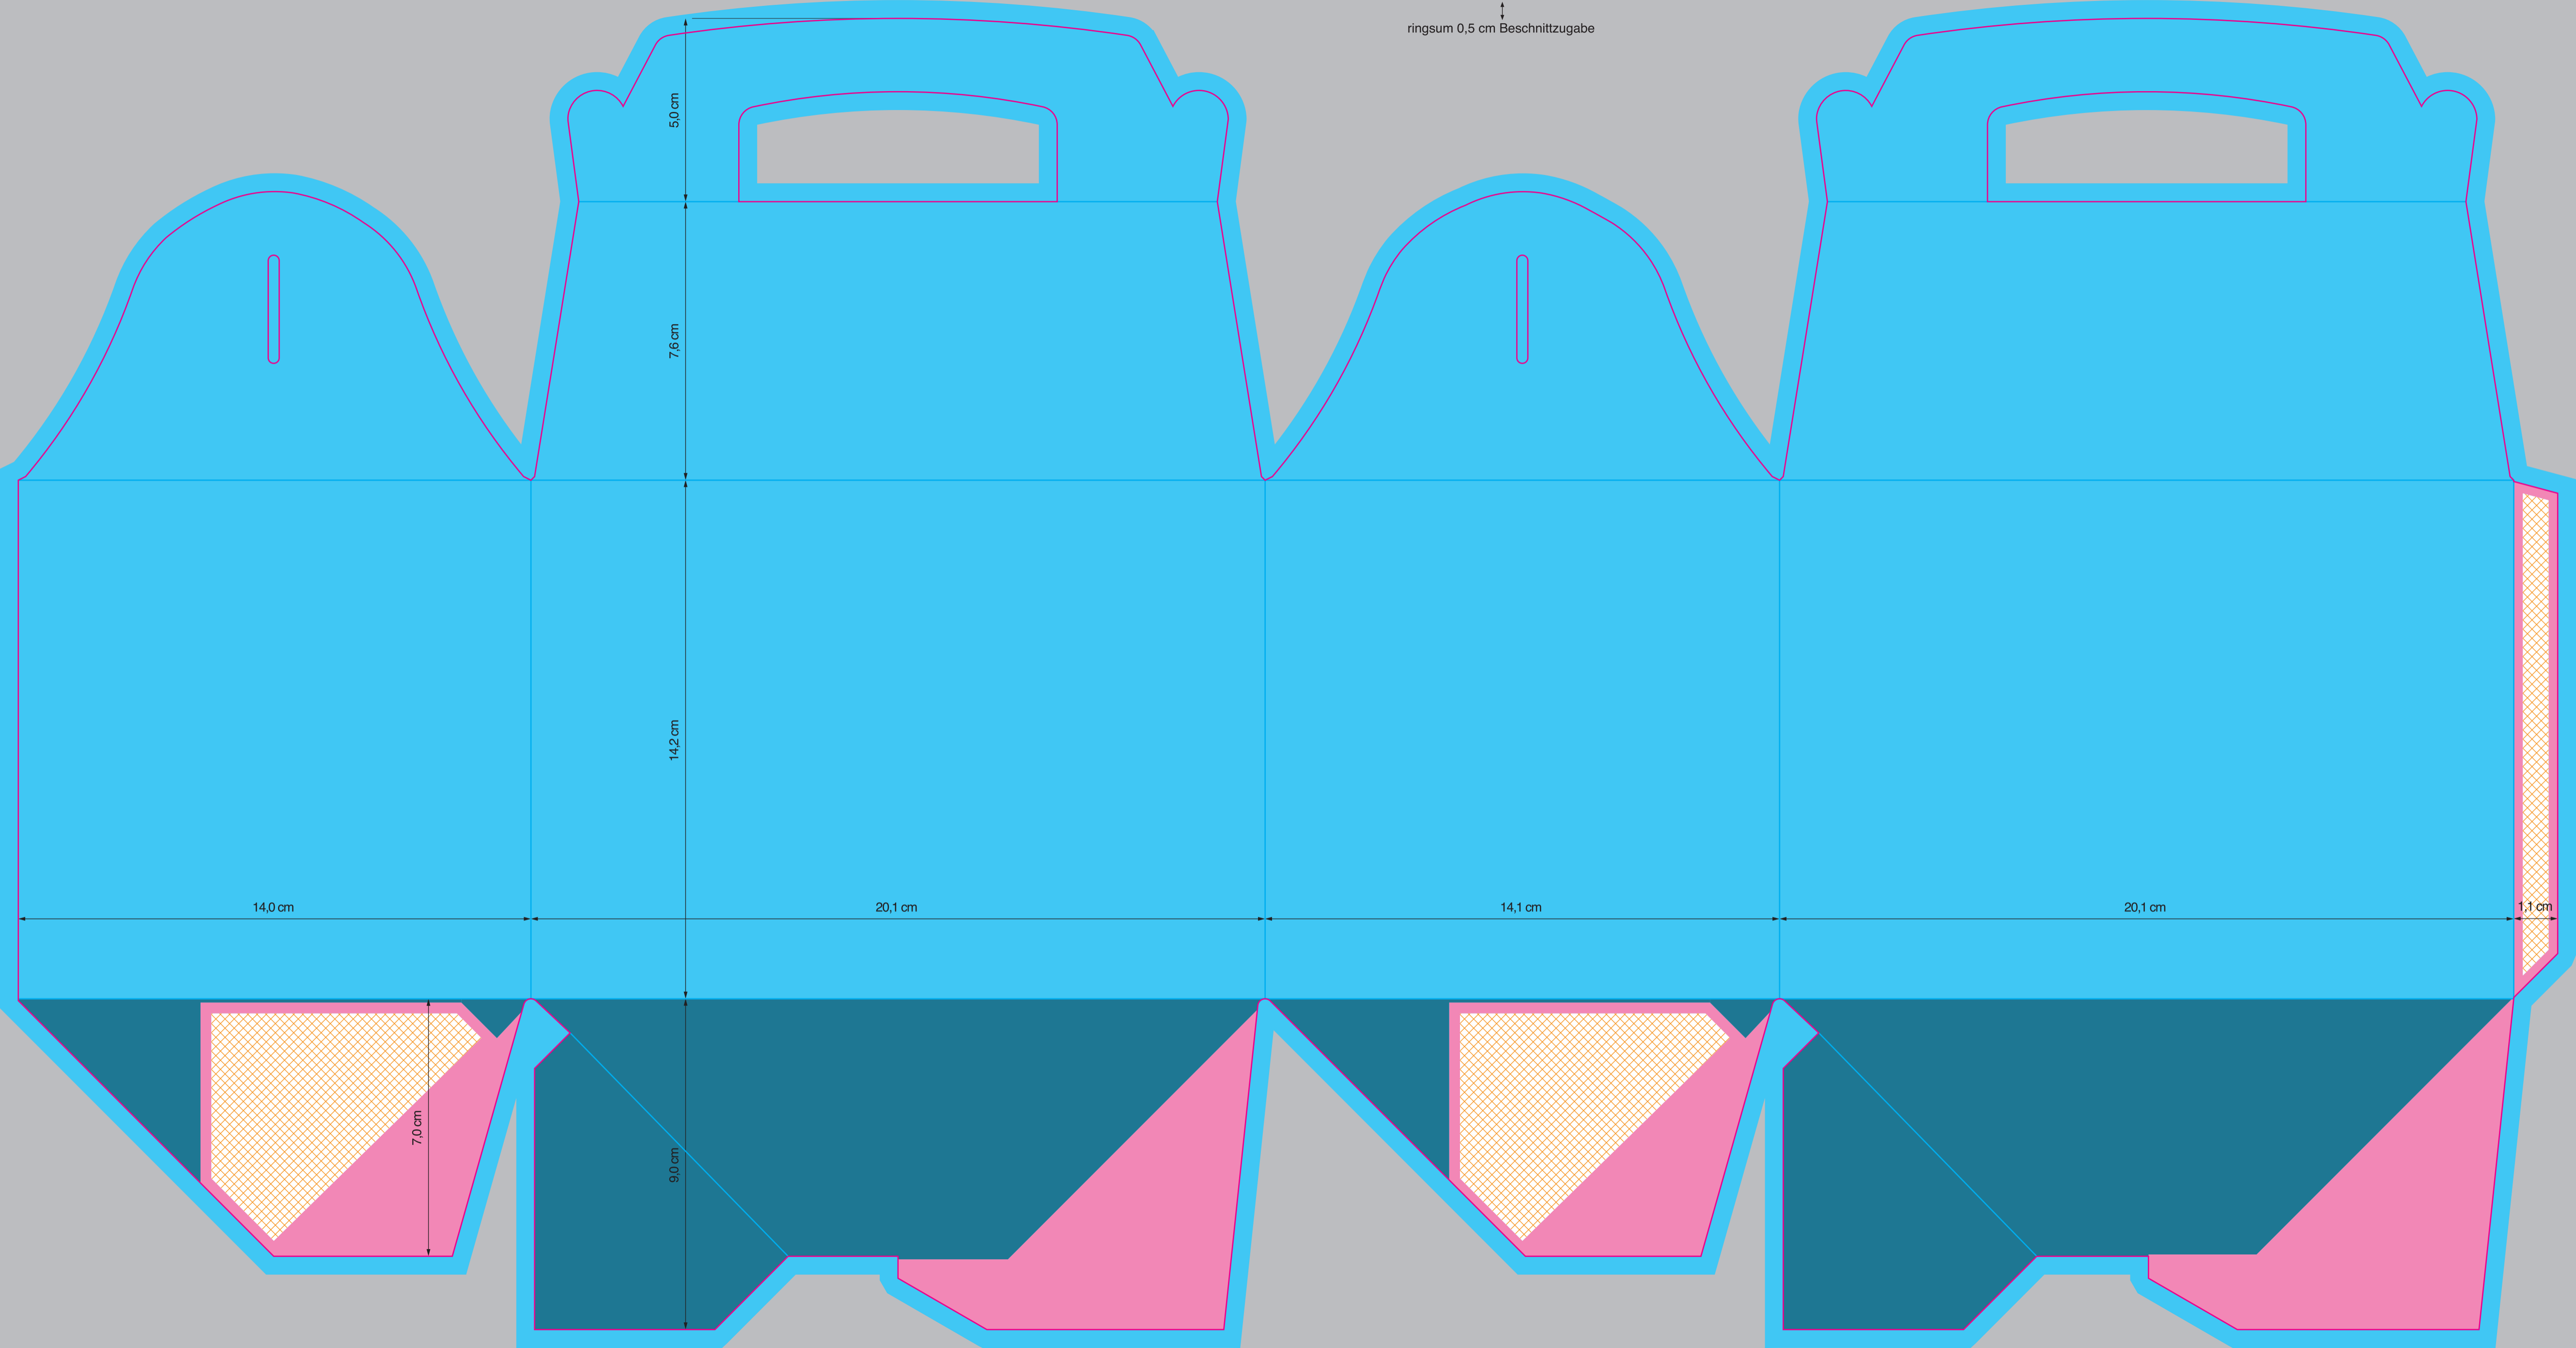 ringsum 0,5 cm Beschnittzugabe
5,0 cm
7,6 cm
14,2 cm
14,0 cm
20,1 cm
14,1 cm
20,1 cm
1,1 cm
7,0 cm
9,0 cm